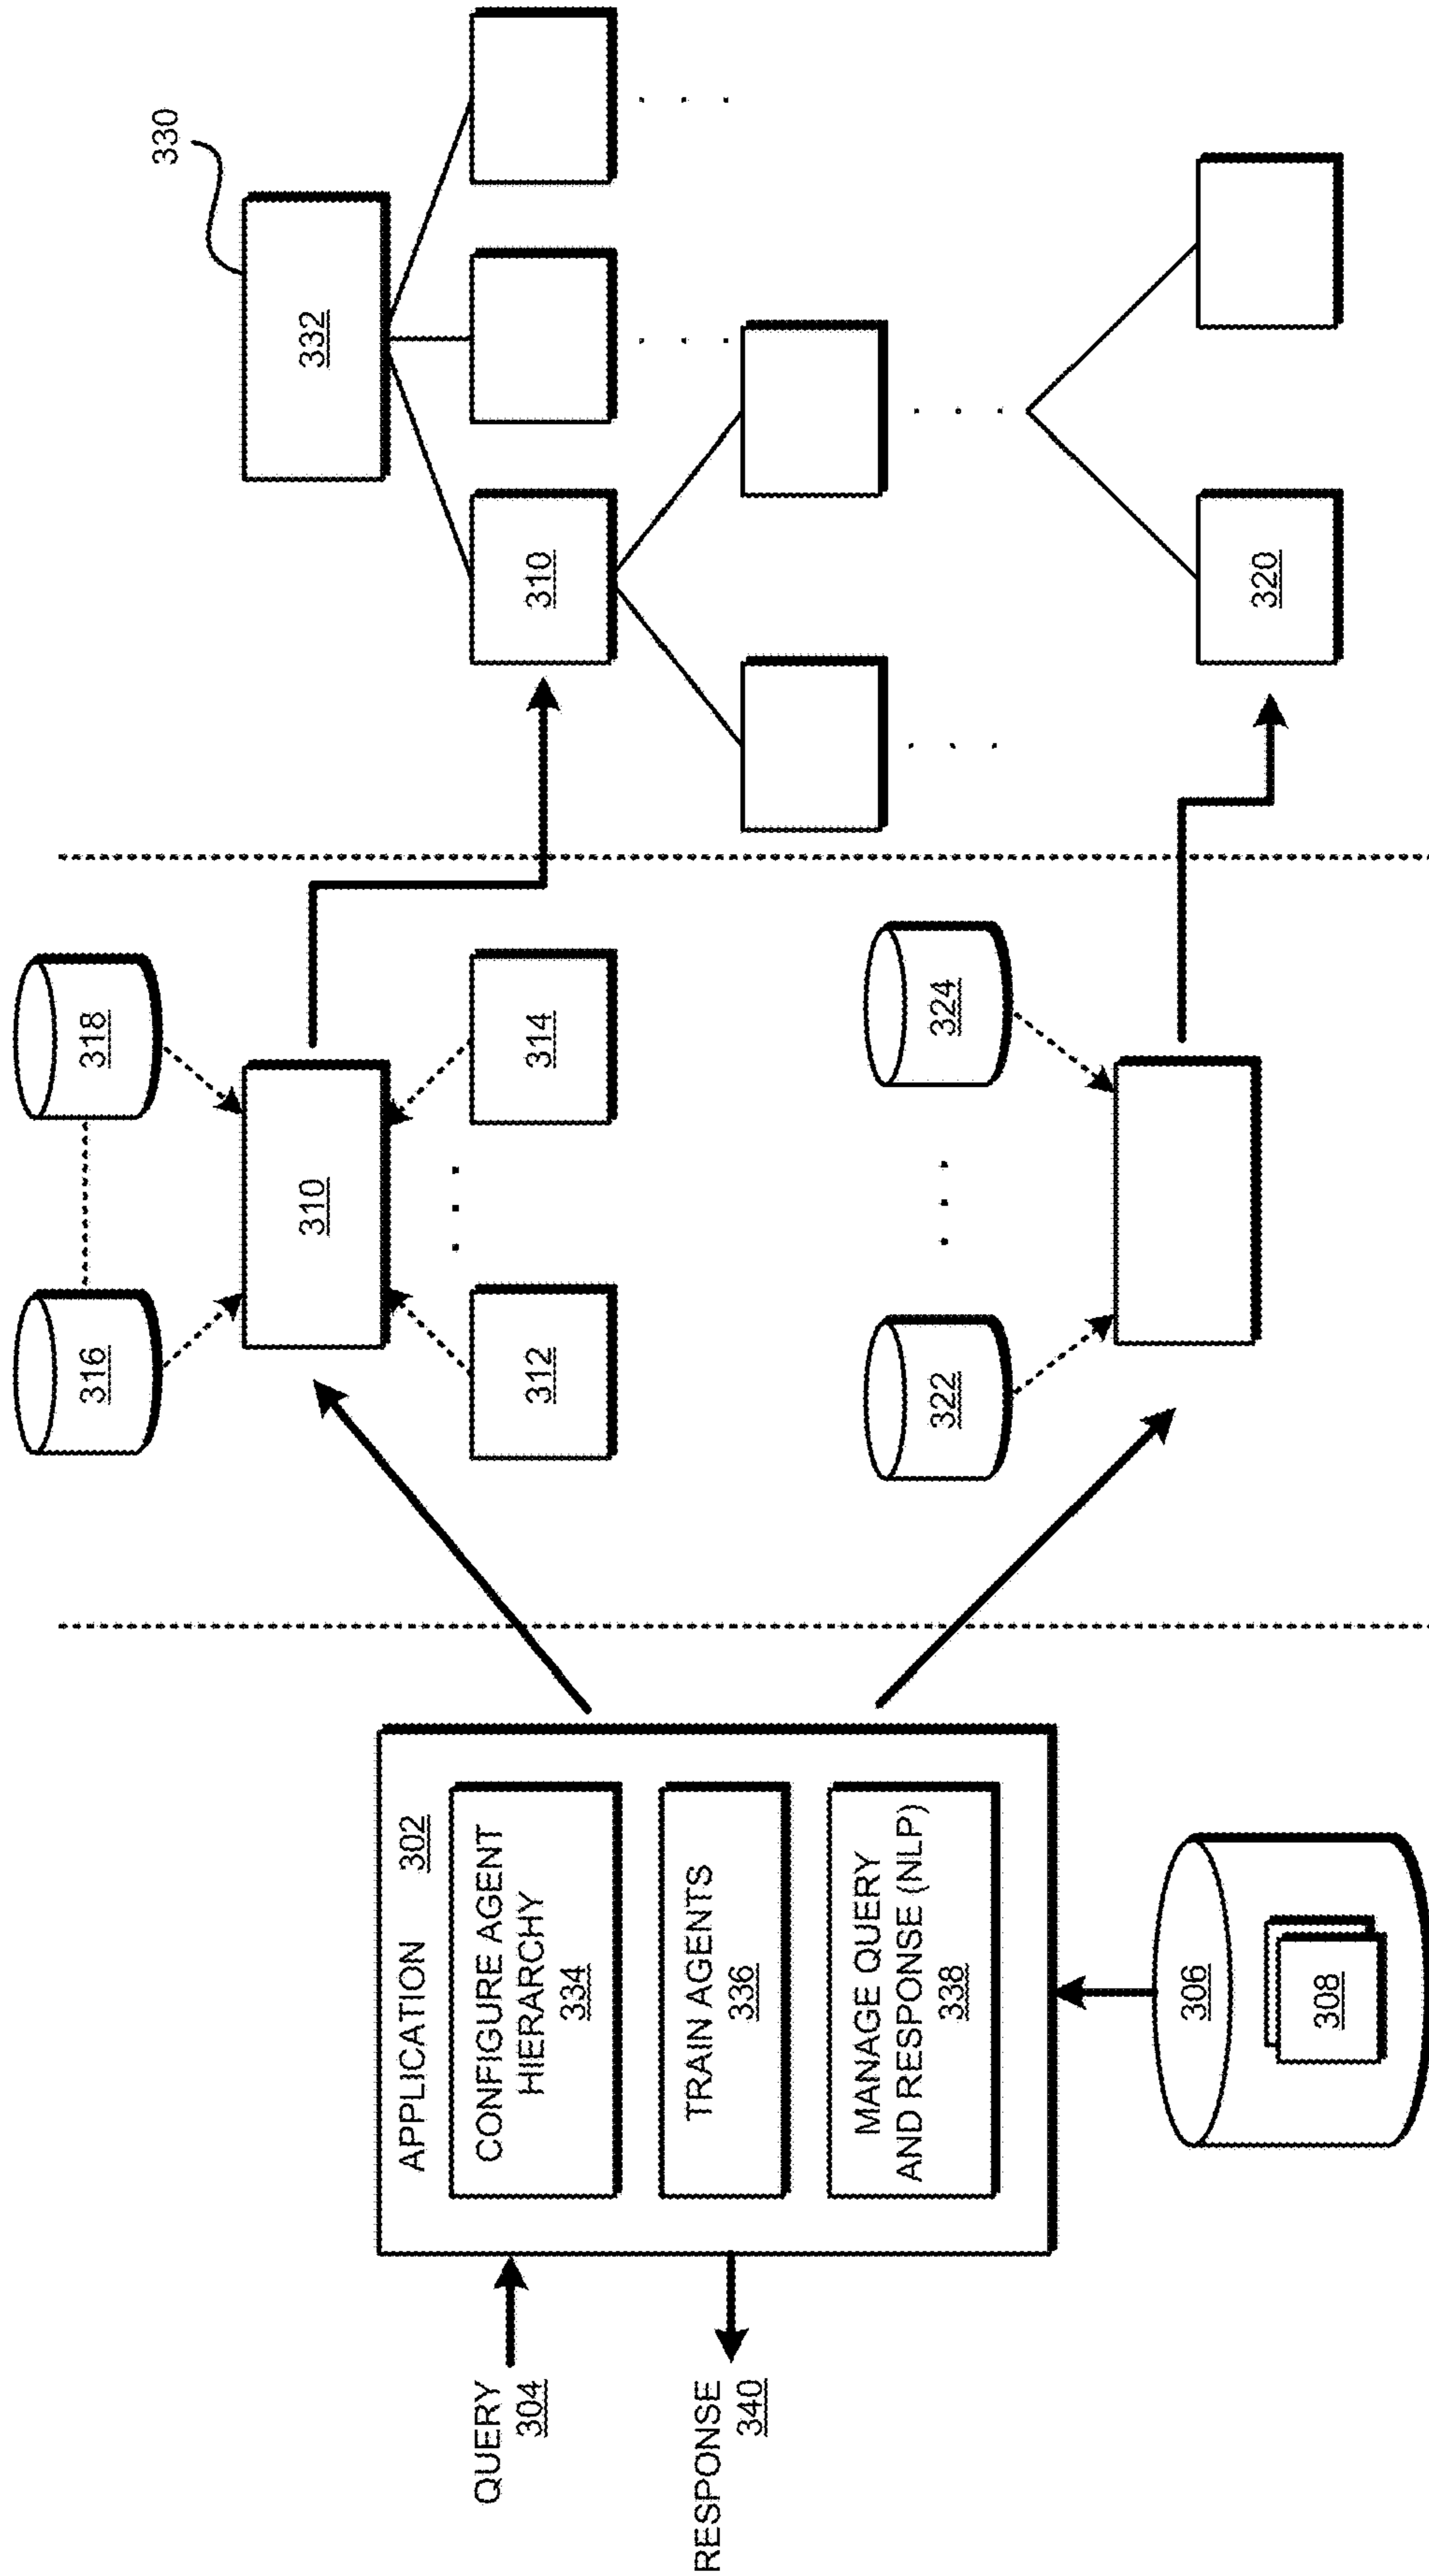 QUERY
304
RESPONSE
340
APPLICATION 302
CONFIGURE AGENT
HIERARCHY
334
TRAIN AGENTS
336
MANAGE QUERY
AND RESPONSE (NLP)
338
306
308
316
318
310
312
314
322
324
330
332
310
320